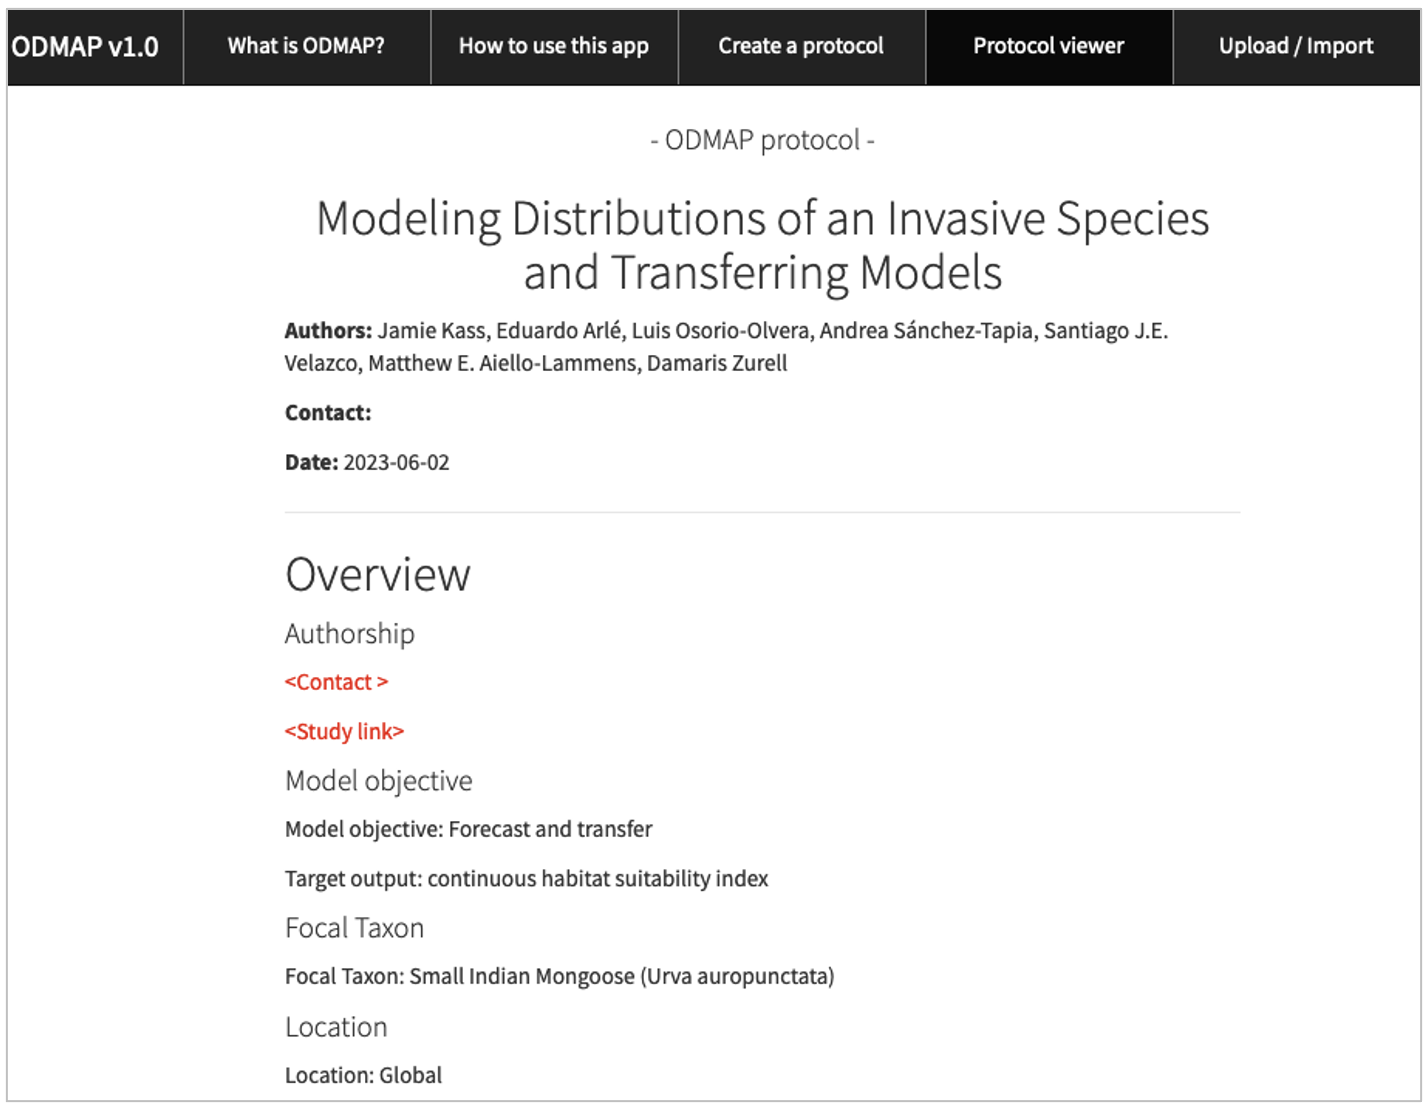 ODMAP v1.0
What is ODMAP?
How to use this app
Create a protocol
Protocol viewer
Upload / Import
- ODMAP protocol -
Modeling Distributions of an Invasive Species
and Transferring Models
Authors: Jamie Kass, Eduardo Arlé, Luis Osorio-Olvera, Andrea Sánchez-Tapia, Santiago J.E.
Velazco, Matthew E. Aiello-Lammens, Damaris Zurell
Contact:
Date: 2023-06-02
Overview
Authorship
<Contact >
<Study link>
Model objective
Model objective: Forecast and transfer
Target output: continuous habitat suitability index
Focal Taxon
Focal Taxon: Small Indian Mongoose (Urva auropunctata)
Location
Location: Global